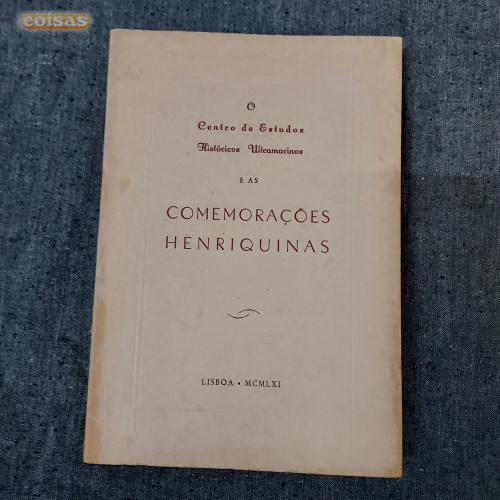 coisas
O
Centro de Estudos
Históricos Ultramarinos
E AS
COMEMORAÇÕES
HENRIQUINAS
LISBOA • MCMLXI